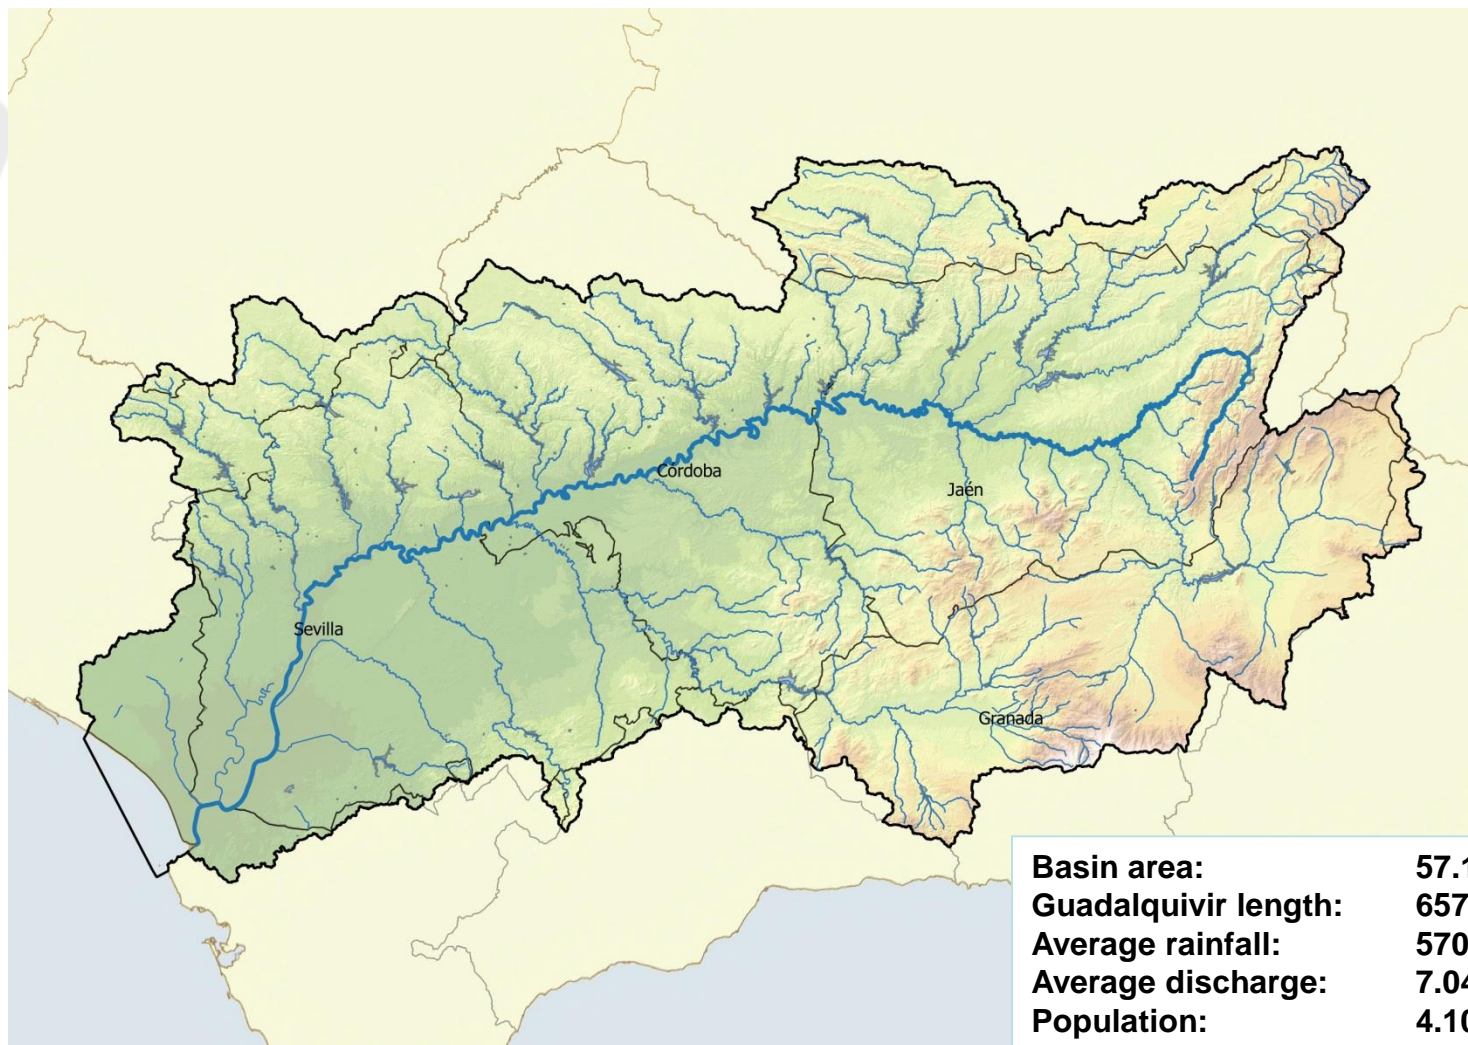 Córdoba
Jaén
Sevilla
Granada
Basin area: 57.1
Guadalquivir length: 657
Average rainfall: 570
Average discharge: 7.04
Population: 4.10